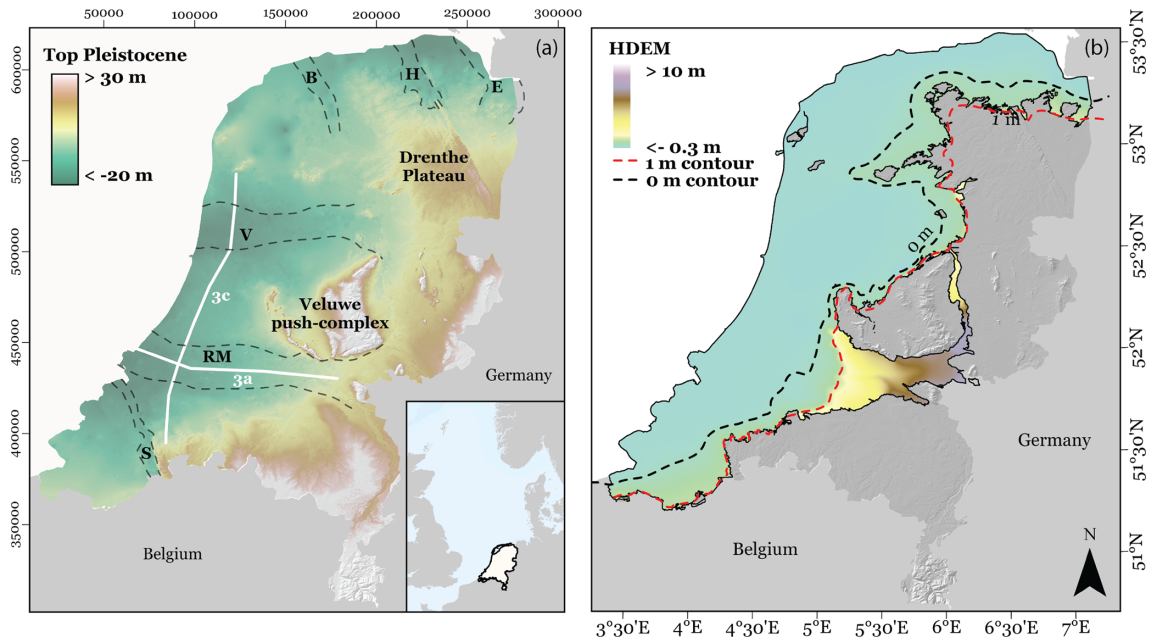 50000 100000 150000 200000 250000 300000
(a)
Top Pleistocene
> 30 m
< -20 m
600000
550000
500000
450000
400000
350000
B
H
E
Drenthe
Plateau
V
3c
Veluwe
push-complex
RM
3a
S
Germany
Belgium
(b)
HDEM
> 10 m
<- 0.3 m
1 m contour
0 m contour
1 m
0 m
Germany
Belgium
N
53°30'N
53°N
52°30'N
52°N
51°30'N
51°N
3°30'E 4°E 4°30'E 5°E 5°30'E 6°E 6°30'E 7°E